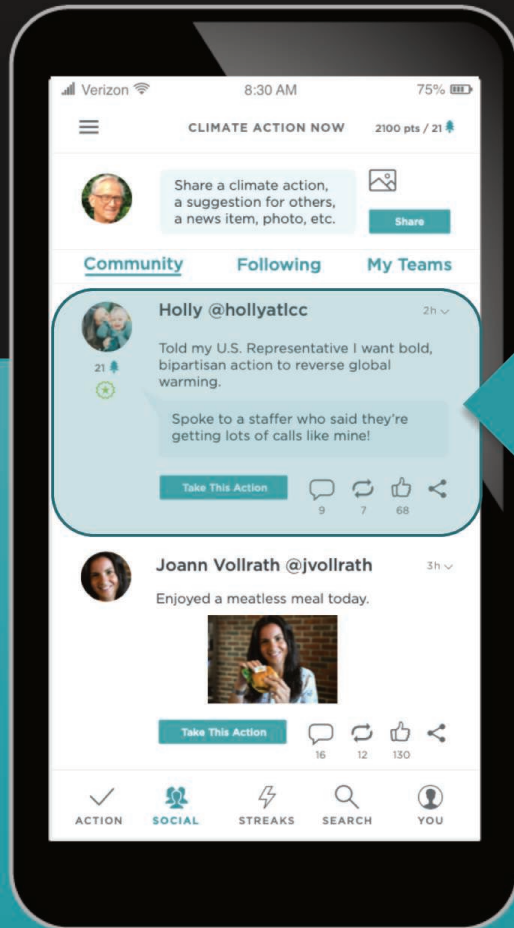 Verizon 8:30 AM 75%
CLIMATE ACTION NOW 2100 pts / 21
Share a climate action,
a suggestion for others,
a news item, photo, etc.
Share
Community Following My Teams
Holly @hollyatlcc 2h
Told my U.S. Representative I want bold,
bipartisan action to reverse global
warming.
21
Spoke to a staffer who said they're
getting lots of calls like mine!
Take This Action
9 7 68
Joann Vollrath @jvollrath 3h
Enjoyed a meatless meal today.
Take This Action
16 12 130
ACTION SOCIAL STREAKS SEARCH YOU